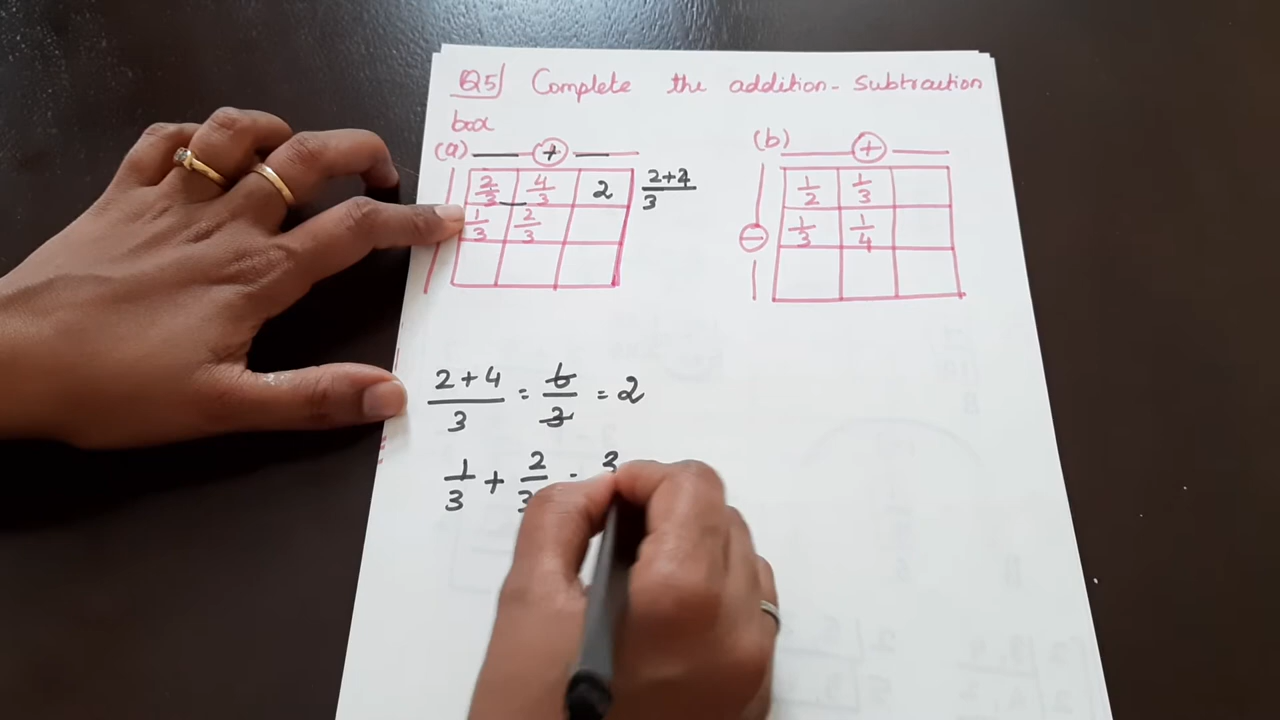 Q5) Complete the addition-subtraction
box
(a) + (b) +
2/3 4/3 2 2+4/3 1/2 1/3
1/3 2/3 − 1/3 1/4
2+4/3 = 6/3 = 2
1/3 + 2/3 = 3